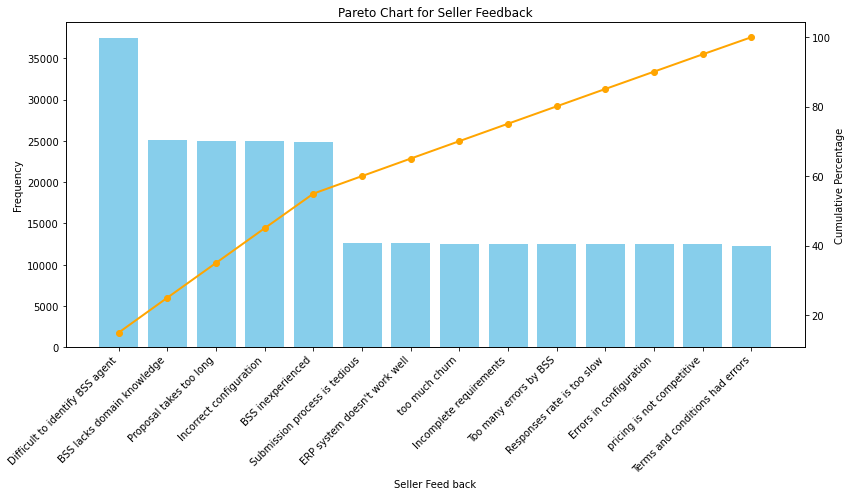 Pareto Chart for Seller Feedback
Frequency
35000
30000
25000
20000
15000
10000
5000
0
100
80
60
40
20
Cumulative Percentage
Difficult to identify BSS agent
BSS lacks domain knowledge
Proposal takes too long
Incorrect configuration
BSS inexperienced
Submission process is tedious
ERP system doesn't work well
too much churn
Incomplete requirements
Too many errors by BSS
Responses rate is too slow
Errors in configuration
pricing is not competitive
Terms and conditions had errors
Seller Feed back